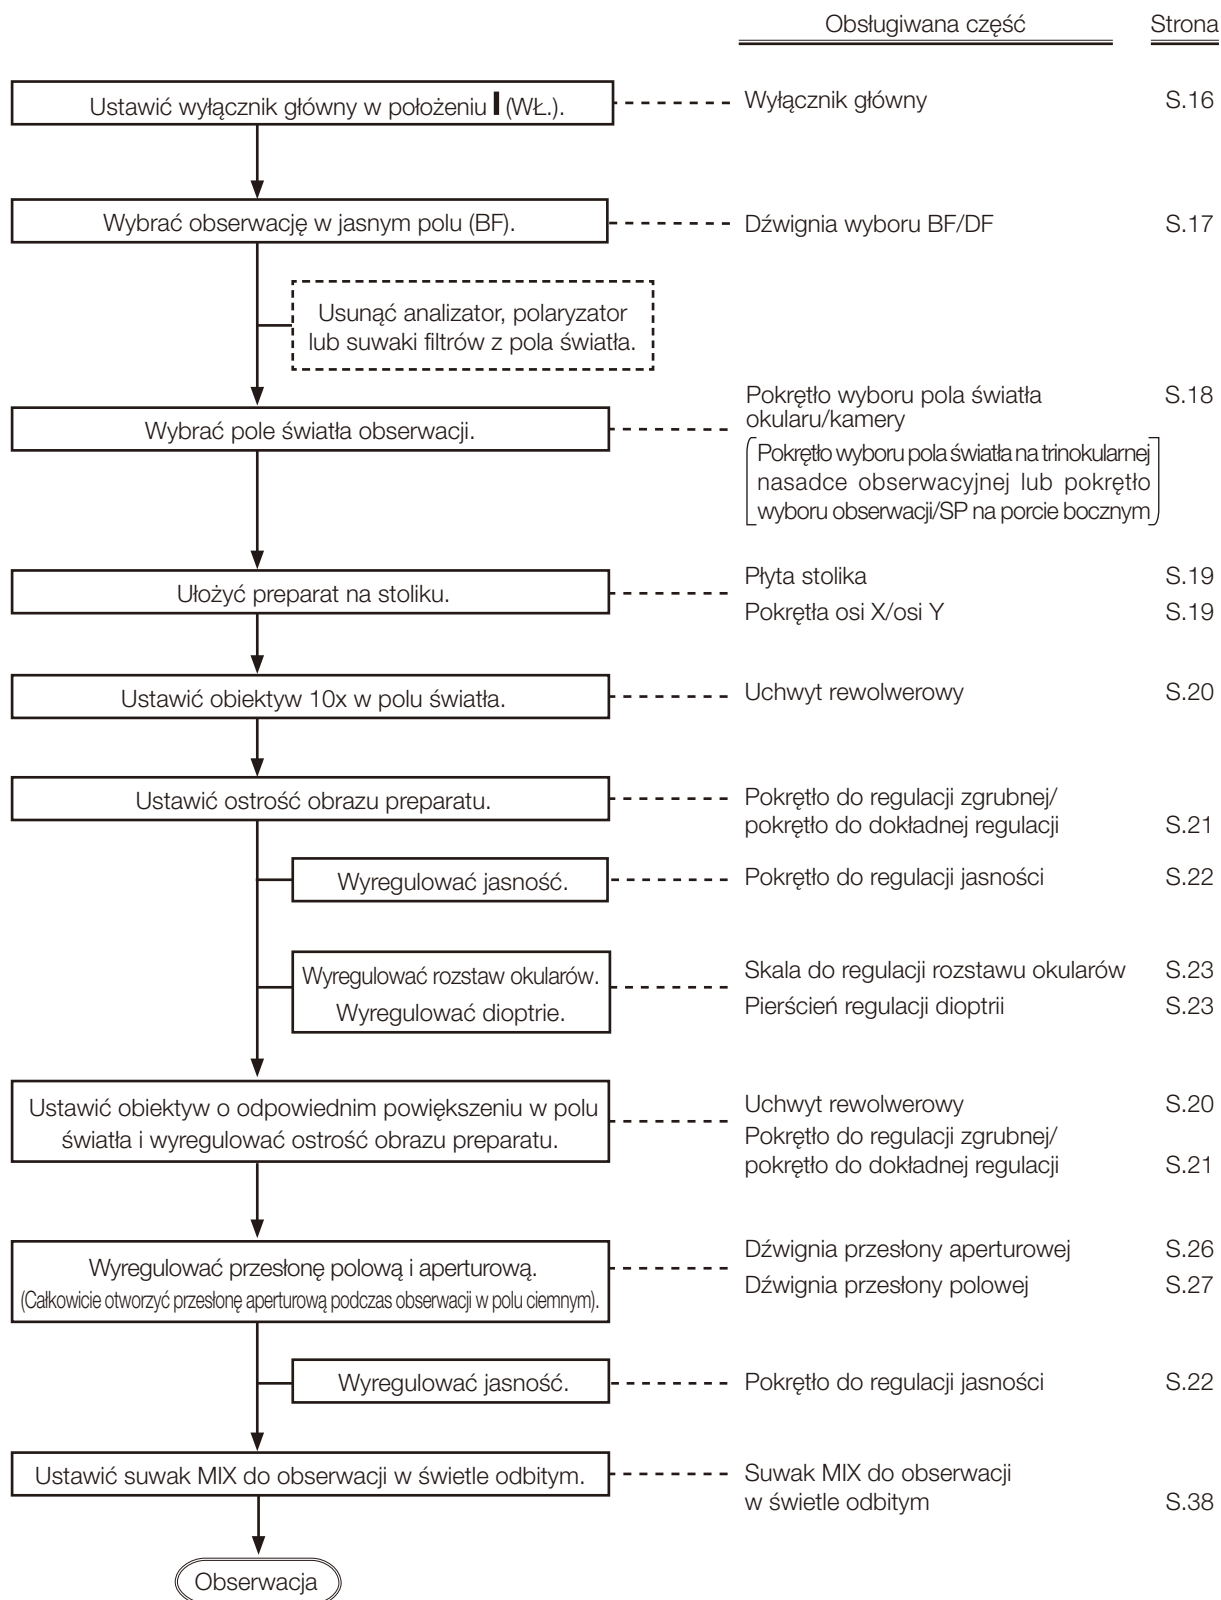 Obsługiwana część Strona
Ustawić wyłącznik główny w położeniu I (WŁ.). Wyłącznik główny S.16
Wybrać obserwację w jasnym polu (BF). Dźwignia wyboru BF/DF S.17
Usunąć analizator, polaryzator
lub suwaki filtrów z pola światła.
Wybrać pole światła obserwacji. Pokrętło wyboru pola światła S.18
okularu/kamery
Pokrętło wyboru pola światła na trinokularnej
nasadce obserwacyjnej lub pokrętło
wyboru obserwacji/SP na porcie bocznym
Ułożyć preparat na stoliku. Płyta stolika S.19
Pokrętła osi X/osi Y S.19
Ustawić obiektyw 10x w polu światła. Uchwyt rewolwerowy S.20
Ustawić ostrość obrazu preparatu. Pokrętło do regulacji zgrubnej/
pokrętło do dokładnej regulacji S.21
Wyregulować jasność. Pokrętło do regulacji jasności S.22
Wyregulować rozstaw okularów. Skala do regulacji rozstawu okularów S.23
Wyregulować dioptrie. Pierścień regulacji dioptrii S.23
Ustawić obiektyw o odpowiednim powiększeniu w polu Uchwyt rewolwerowy S.20
światła i wyregulować ostrość obrazu preparatu. Pokrętło do regulacji zgrubnej/
pokrętło do dokładnej regulacji S.21
Wyregulować przesłonę polową i aperturową. Dźwignia przesłony aperturowej S.26
(Całkowicie otworzyć przesłonę aperturową podczas obserwacji w polu ciemnym). Dźwignia przesłony polowej S.27
Wyregulować jasność. Pokrętło do regulacji jasności S.22
Ustawić suwak MIX do obserwacji w świetle odbitym. Suwak MIX do obserwacji
w świetle odbitym S.38
Obserwacja